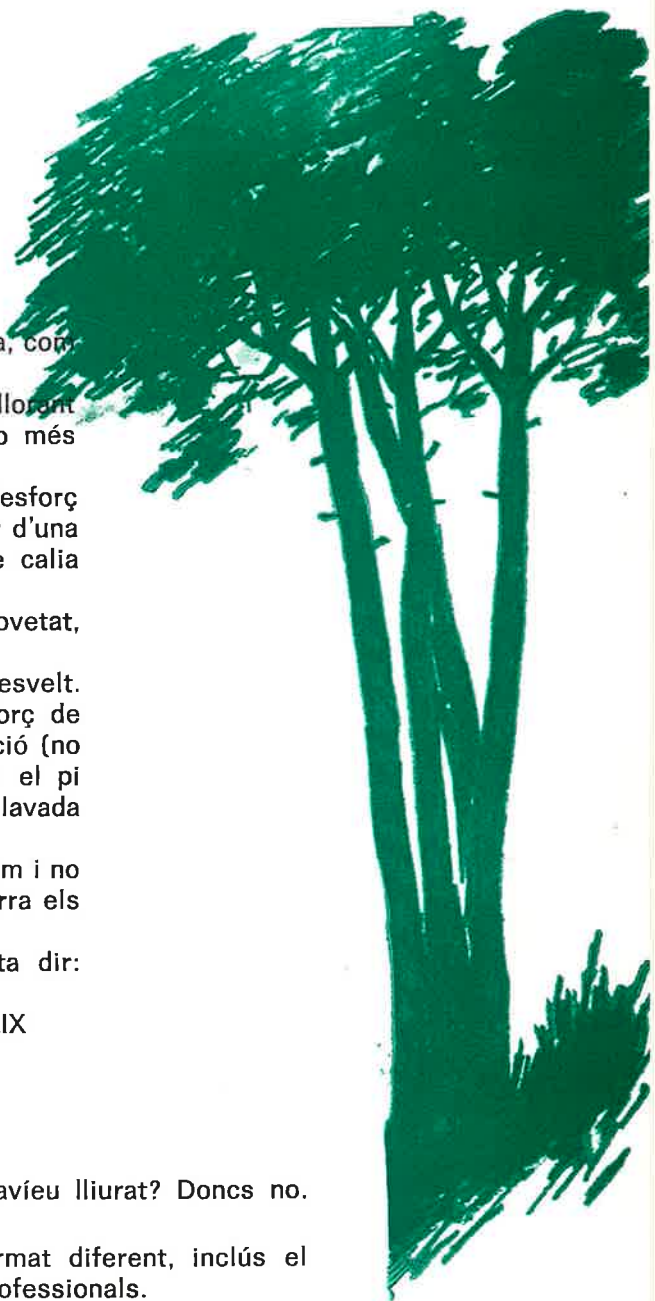 a, com
llorant
més
esforç
d'una
calia
ovetat,
esvelt.
orç de
ció (no
el pi
lavada
m i no
rra els
ta dir:
IX
avíeu lliurat? Doncs no.
rmat diferent, inclús el
ofessionals.